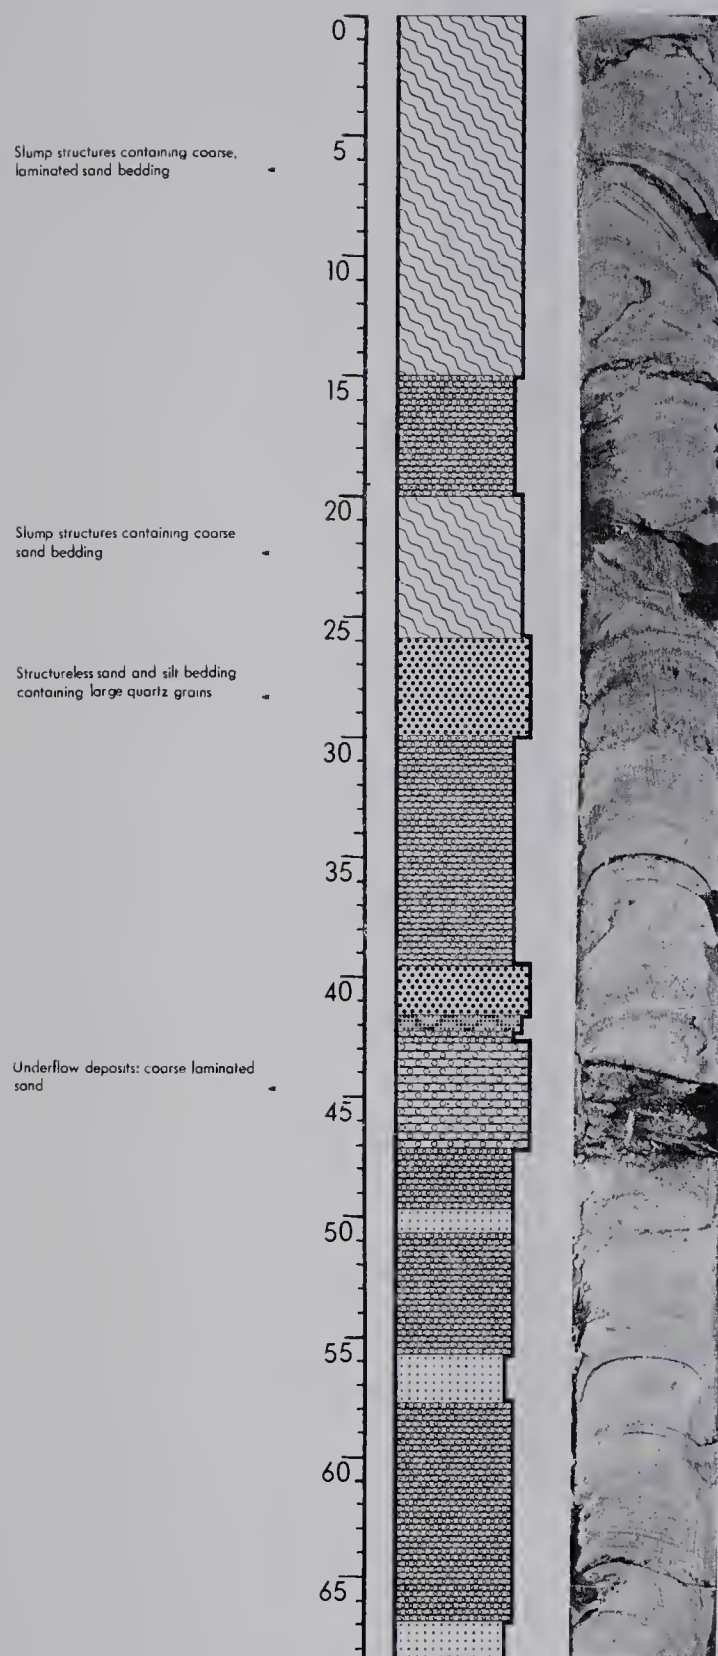 0
5
Slump structures containing coarse,
laminated sand bedding
10
15
20
Slump structures containing coarse
sand bedding
25
Structureless sand and silt bedding
containing large quartz grains
30
35
40
Underflow deposits: coarse laminated
sand
45
50
55
60
65